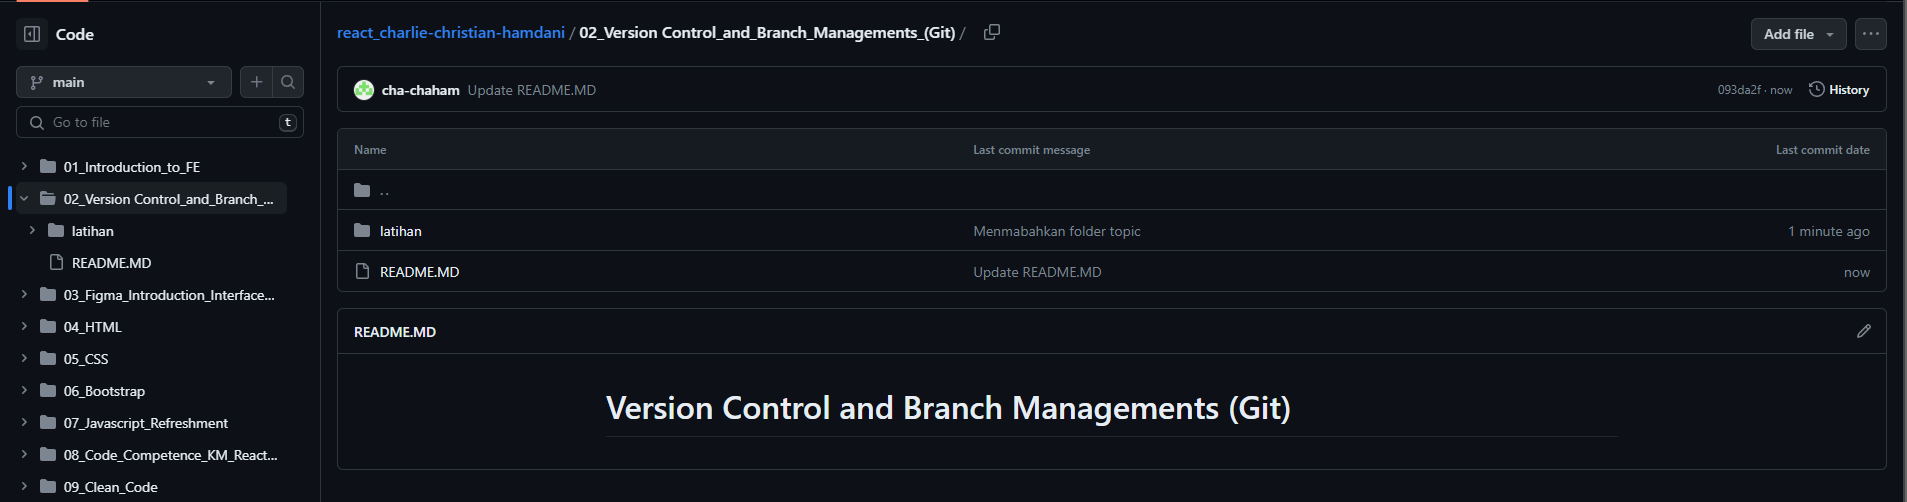 Code
main
Go to file
t
01_Introduction_to_FE
02_Version Control_and_Branch_...
latihan
README.MD
03_Figma_Introduction_Interface...
04_HTML
05_CSS
06_Bootstrap
07_Javascript_Refreshment
08_Code_Competence_KM_React...
09_Clean_Code
react_charlie-christian-hamdani / 02_Version Control_and_Branch_Managements_(Git) /
Add file
cha-chaham Update README.MD 093da2f · now History
Name Last commit message Last commit date
..
latihan Menmabahkan folder topic 1 minute ago
README.MD Update README.MD now
README.MD
Version Control and Branch Managements (Git)